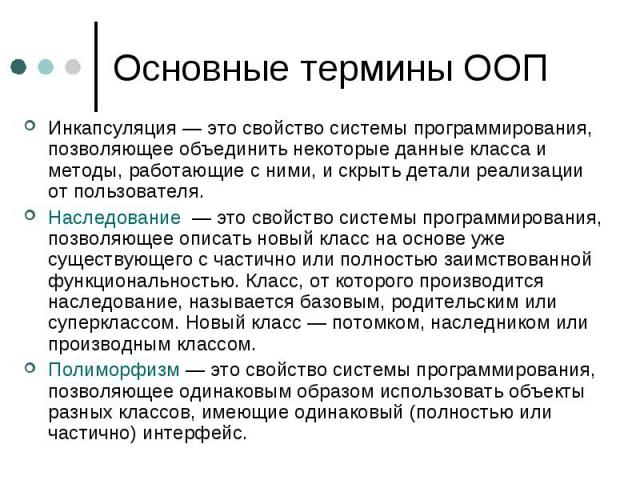 Основные термины ООП
Инкапсуляция — это свойство системы программирования,
позволяющее объединить некоторые данные класса и
методы, работающие с ними, и скрыть детали реализации
от пользователя.
Наследование — это свойство системы программирования,
позволяющее описать новый класс на основе уже
существующего с частично или полностью заимствованной
функциональностью. Класс, от которого производится
наследование, называется базовым, родительским или
суперклассом. Новый класс — потомком, наследником или
производным классом.
Полиморфизм — это свойство системы программирования,
позволяющее одинаковым образом использовать объекты
разных классов, имеющие одинаковый (полностью или
частично) интерфейс.